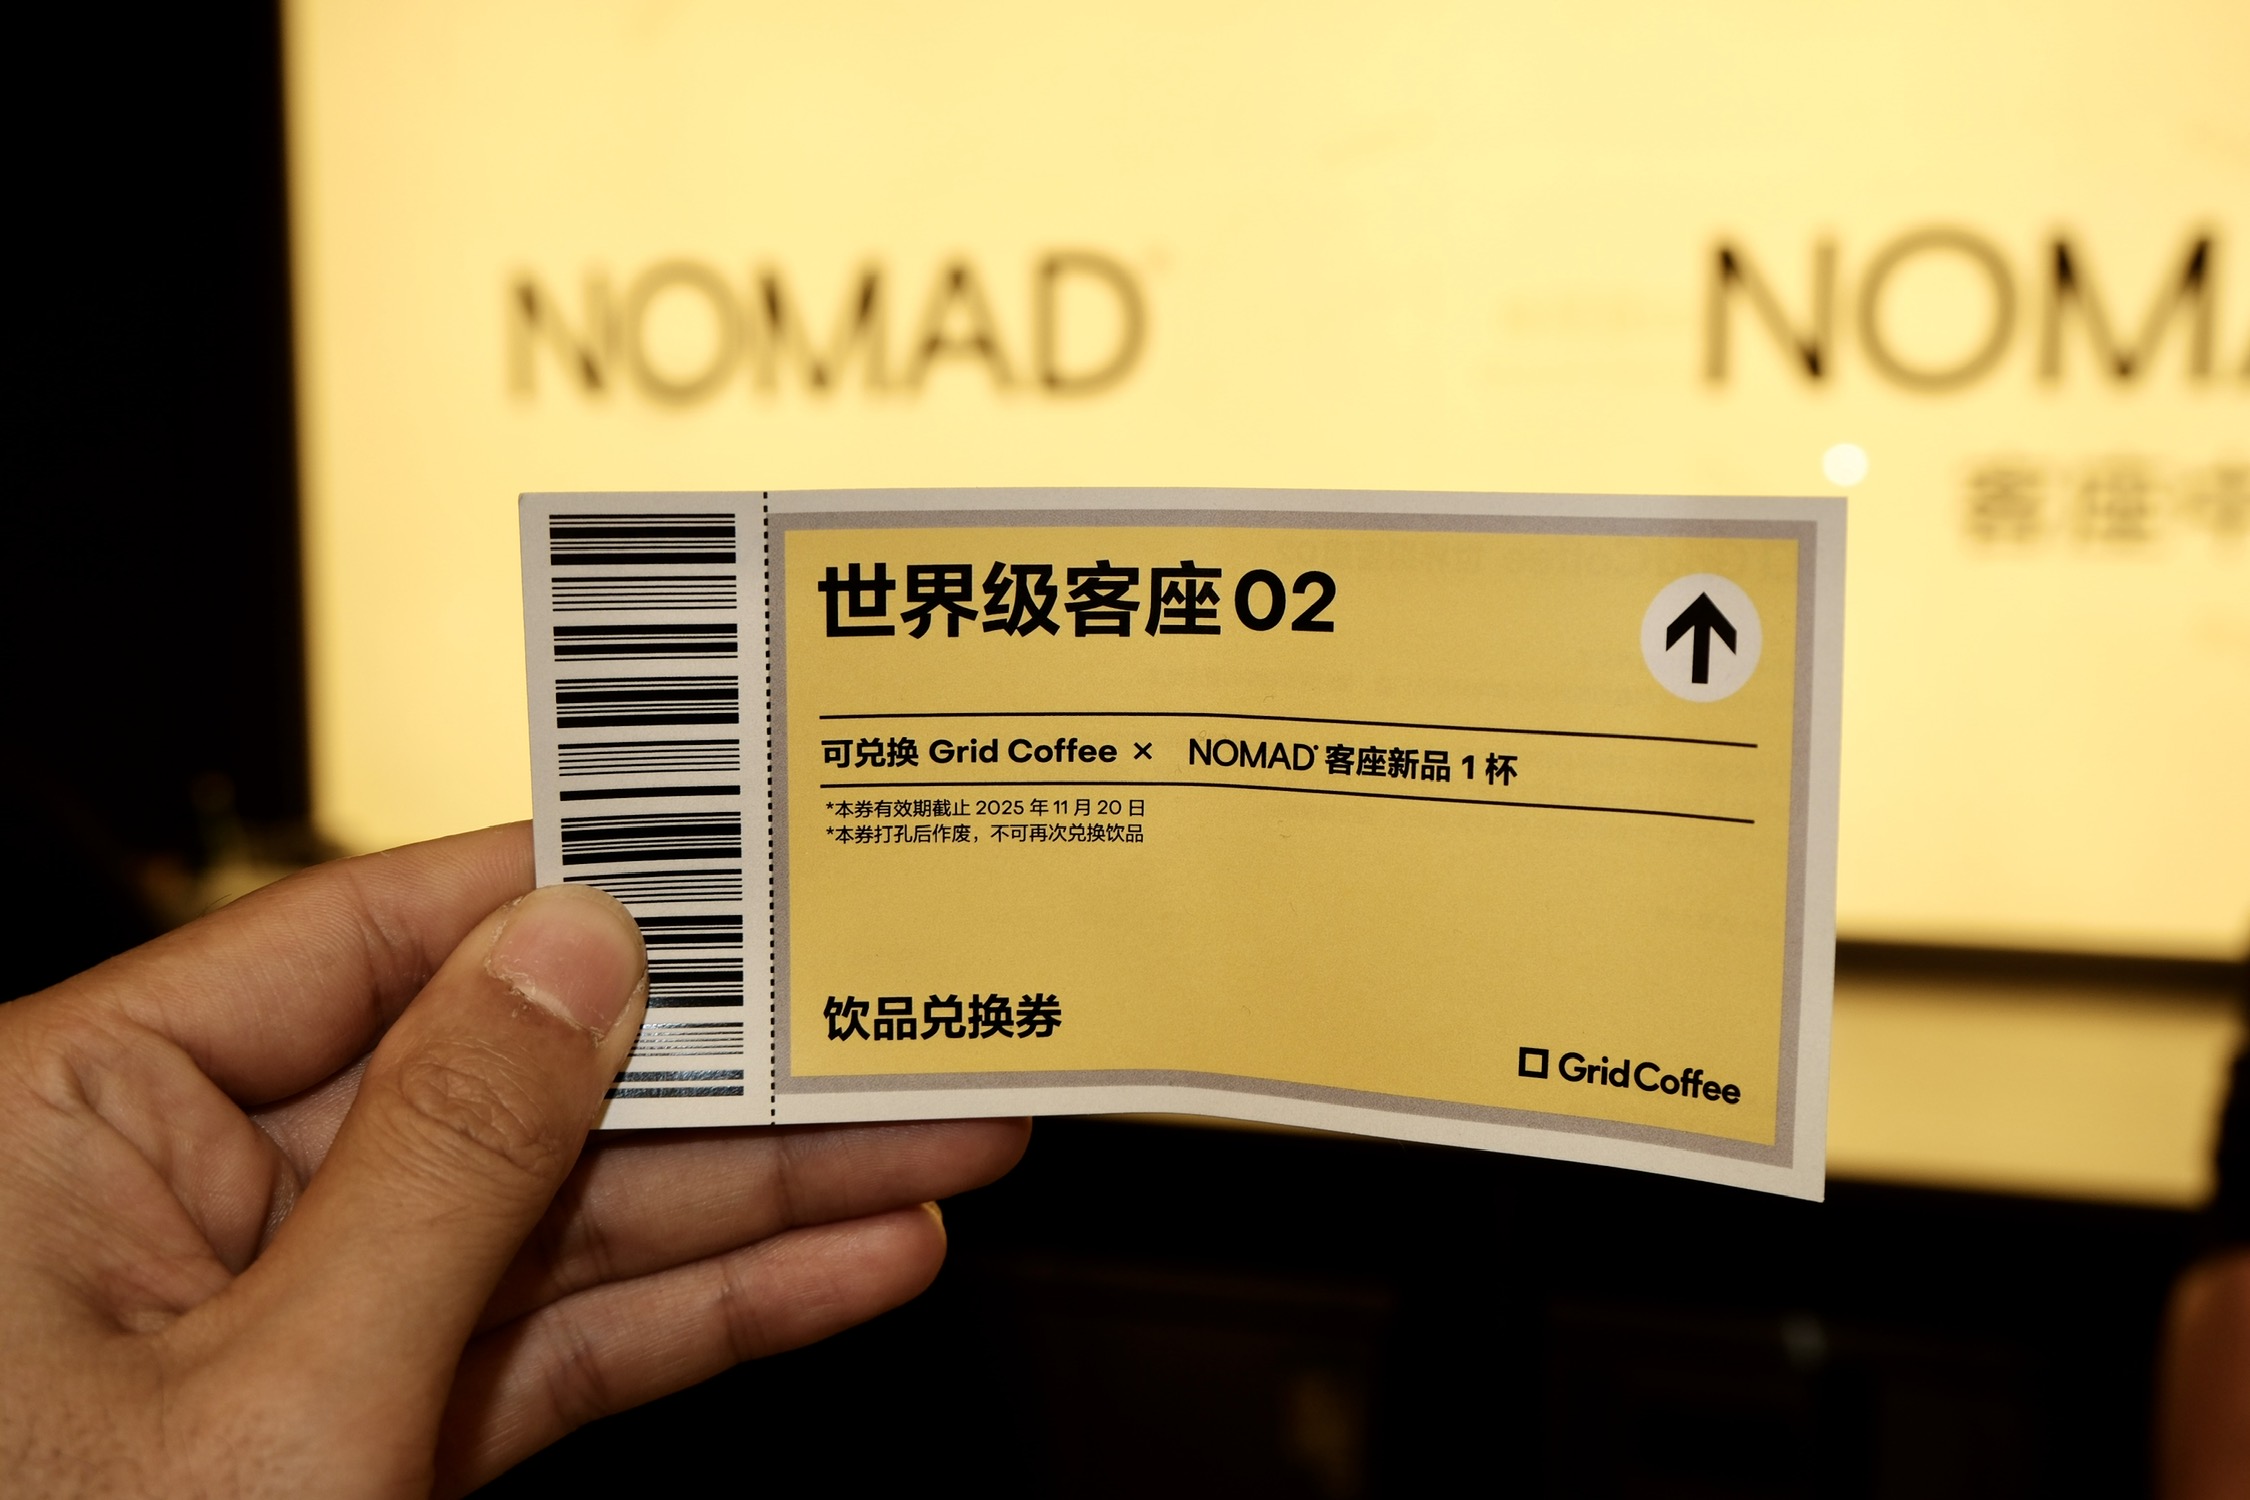 NOMAD
NOMA
客座
世界级客座02
可兑换 Grid Coffee × NOMAD 客座新品 1 杯
*本券有效期截止 2025 年 11 月 20 日
*本券打孔后作废，不可再次兑换饮品
饮品兑换券
Grid Coffee